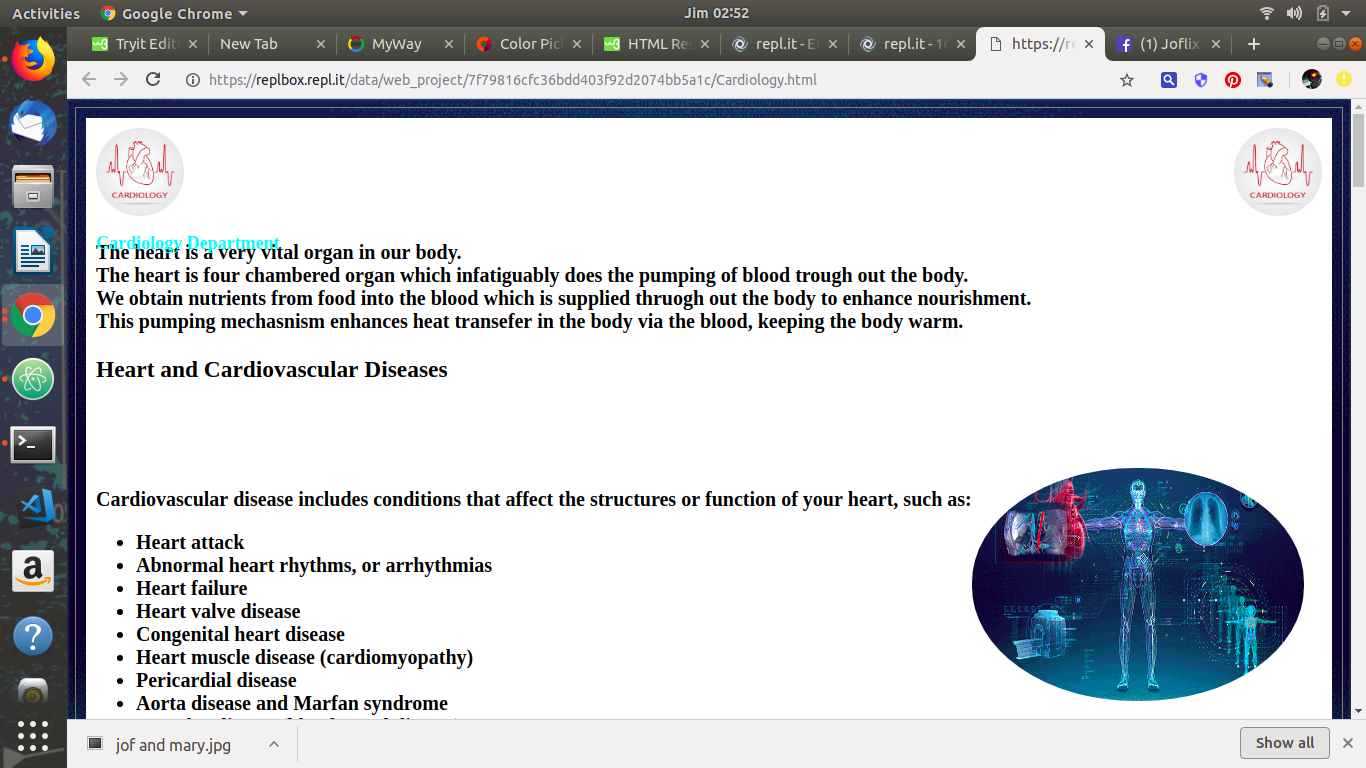 Activities
Google Chrome
Jim 02:52
Tryit Edit
New Tab
MyWay
Color Pic
HTML Re
repl.it - E
repl.it - 1
https://r
(1) Joflix
https://replbox.repl.it/data/web_project/7f79816cfc36bdd403f92d2074bb5a1c/Cardiology.html
CARDIOLOGY
CARDIOLOGY
Cardiology Department
The heart is a very vital organ in our body.
The heart is four chambered organ which infatiguably does the pumping of blood trough out the body.
We obtain nutrients from food into the blood which is supplied thruogh out the body to enhance nourishment.
This pumping mechasnism enhances heat transefer in the body via the blood, keeping the body warm.
Heart and Cardiovascular Diseases
Cardiovascular disease includes conditions that affect the structures or function of your heart, such as:
• Heart attack
• Abnormal heart rhythms, or arrhythmias
• Heart failure
• Heart valve disease
• Congenital heart disease
• Heart muscle disease (cardiomyopathy)
• Pericardial disease
• Aorta disease and Marfan syndrome
jof and mary.jpg
Show all